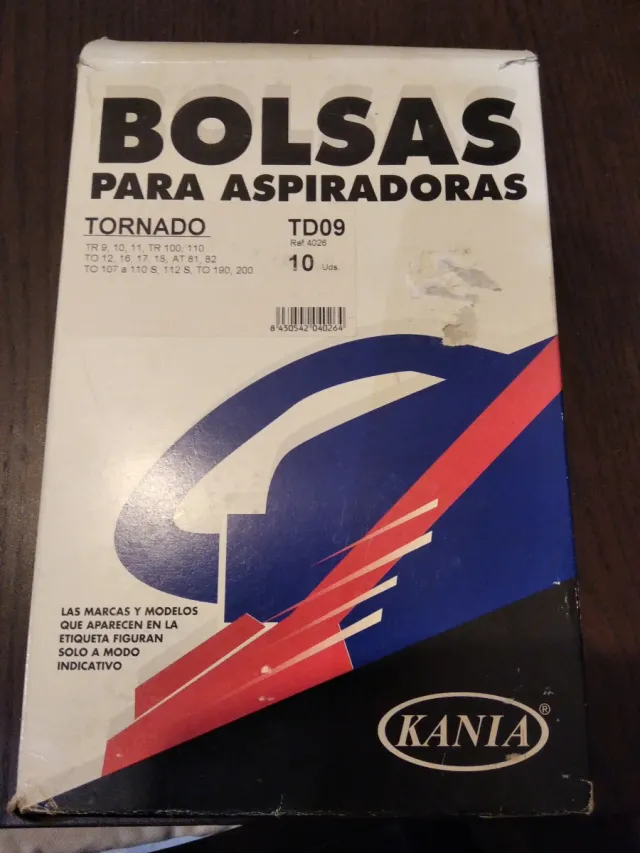 BOLSAS
PARA ASPIRADORAS
TORNADO TD09
Ref. 4026
TR 9, 10, 11, TR 100, 110
TO 12, 16, 17, 18, AT 81, 82
TO 107 a 110 S, 112 S, TO 190, 200
10 Uds.
8 430542 040264
LAS MARCAS Y MODELOS
QUE APARECEN EN LA
ETIQUETA FIGURAN
SOLO A MODO
INDICATIVO
KANIA®